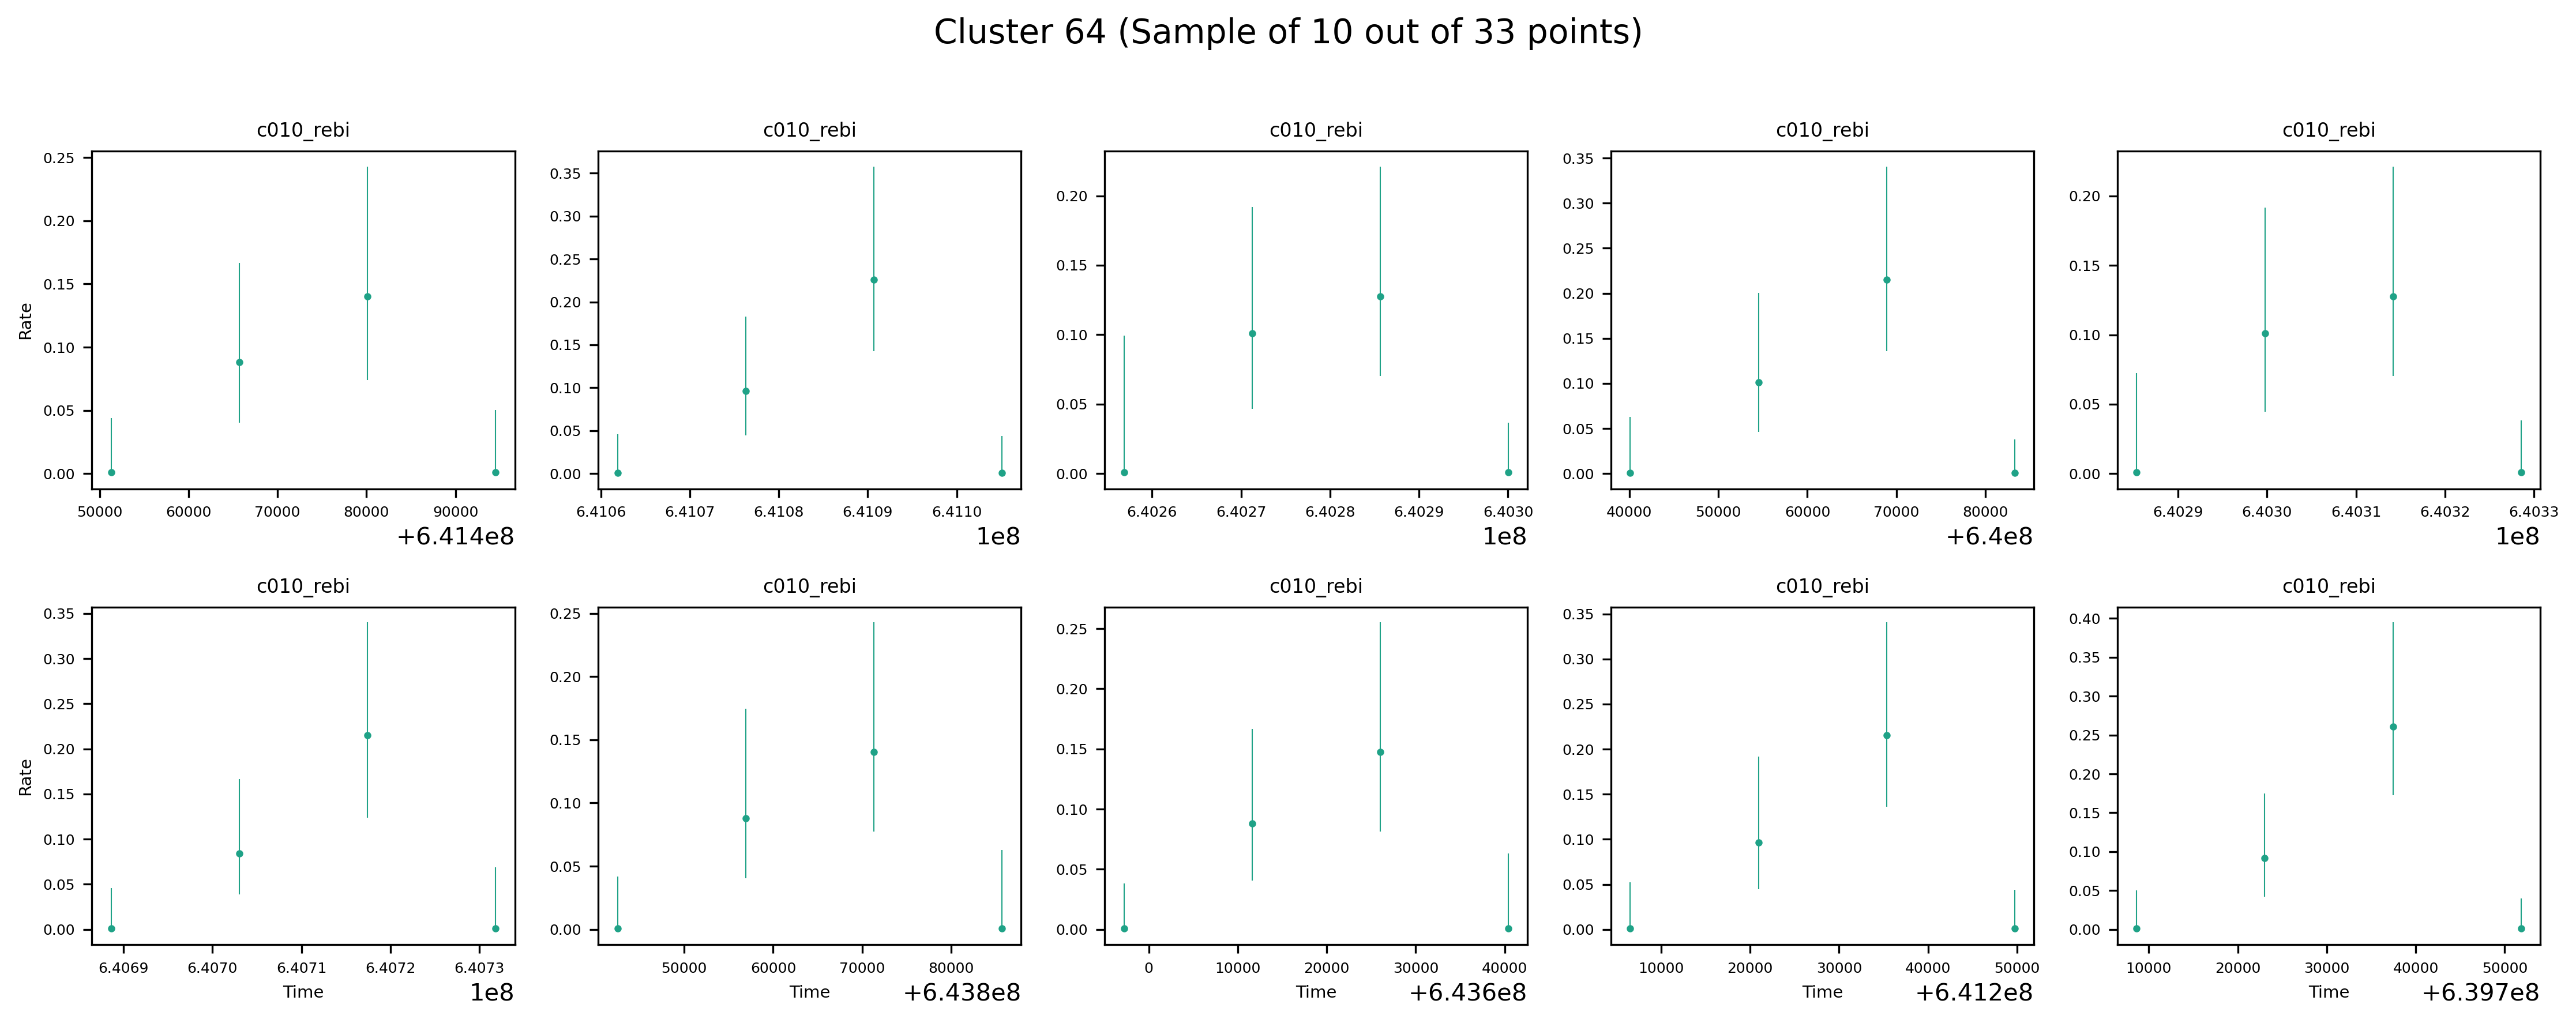 Cluster 64 (Sample of 10 out of 33 points)
c010_rebi c010_rebi c010_rebi c010_rebi c010_rebi
Rate
0.25 0.20 0.15 0.10 0.05 0.00
50000 60000 70000 80000 90000
+6.414e8
0.35 0.30 0.25 0.20 0.15 0.10 0.05 0.00
6.4106 6.4107 6.4108 6.4109 6.4110
1e8
0.20 0.15 0.10 0.05 0.00
6.4026 6.4027 6.4028 6.4029 6.4030
1e8
0.35 0.30 0.25 0.20 0.15 0.10 0.05 0.00
40000 50000 60000 70000 80000
+6.4e8
0.20 0.15 0.10 0.05 0.00
6.4029 6.4030 6.4031 6.4032 6.4033
1e8
c010_rebi c010_rebi c010_rebi c010_rebi c010_rebi
Rate
0.35 0.30 0.25 0.20 0.15 0.10 0.05 0.00
6.4069 6.4070 6.4071 6.4072 6.4073
Time 1e8
0.25 0.20 0.15 0.10 0.05 0.00
50000 60000 70000 80000
Time +6.438e8
0.25 0.20 0.15 0.10 0.05 0.00
0 10000 20000 30000 40000
Time +6.436e8
0.35 0.30 0.25 0.20 0.15 0.10 0.05 0.00
10000 20000 30000 40000 50000
Time +6.412e8
0.40 0.35 0.30 0.25 0.20 0.15 0.10 0.05 0.00
10000 20000 30000 40000 50000
Time +6.397e8